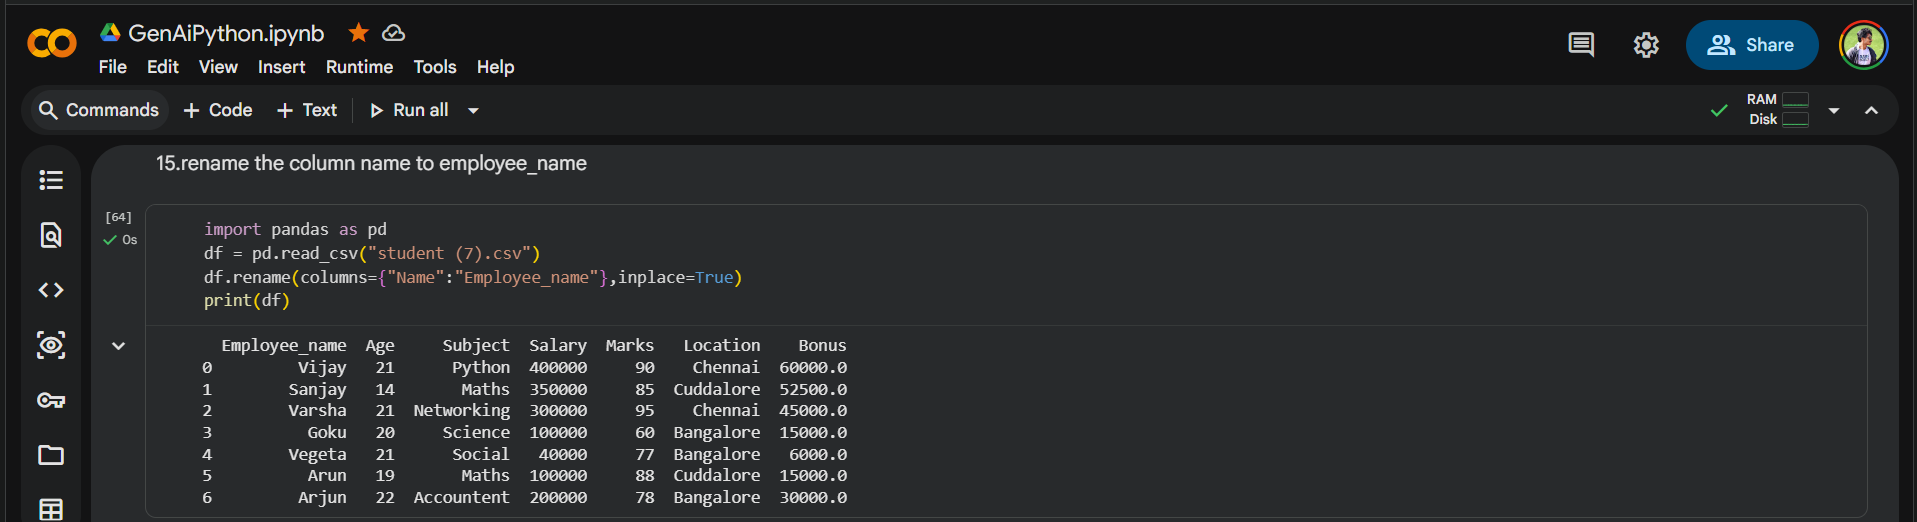 GenAiPython.ipynb
File Edit View Insert Runtime Tools Help
Share
Commands + Code + Text Run all
RAM
Disk
15.rename the column name to employee_name
[64]
0s
import pandas as pd
df = pd.read_csv("student (7).csv")
df.rename(columns={"Name":"Employee_name"},inplace=True)
print(df)
Employee_name Age Subject Salary Marks Location Bonus
0 Vijay 21 Python 400000 90 Chennai 60000.0
1 Sanjay 14 Maths 350000 85 Cuddalore 52500.0
2 Varsha 21 Networking 300000 95 Chennai 45000.0
3 Goku 20 Science 100000 60 Bangalore 15000.0
4 Vegeta 21 Social 40000 77 Bangalore 6000.0
5 Arun 19 Maths 100000 88 Cuddalore 15000.0
6 Arjun 22 Accountent 200000 78 Bangalore 30000.0